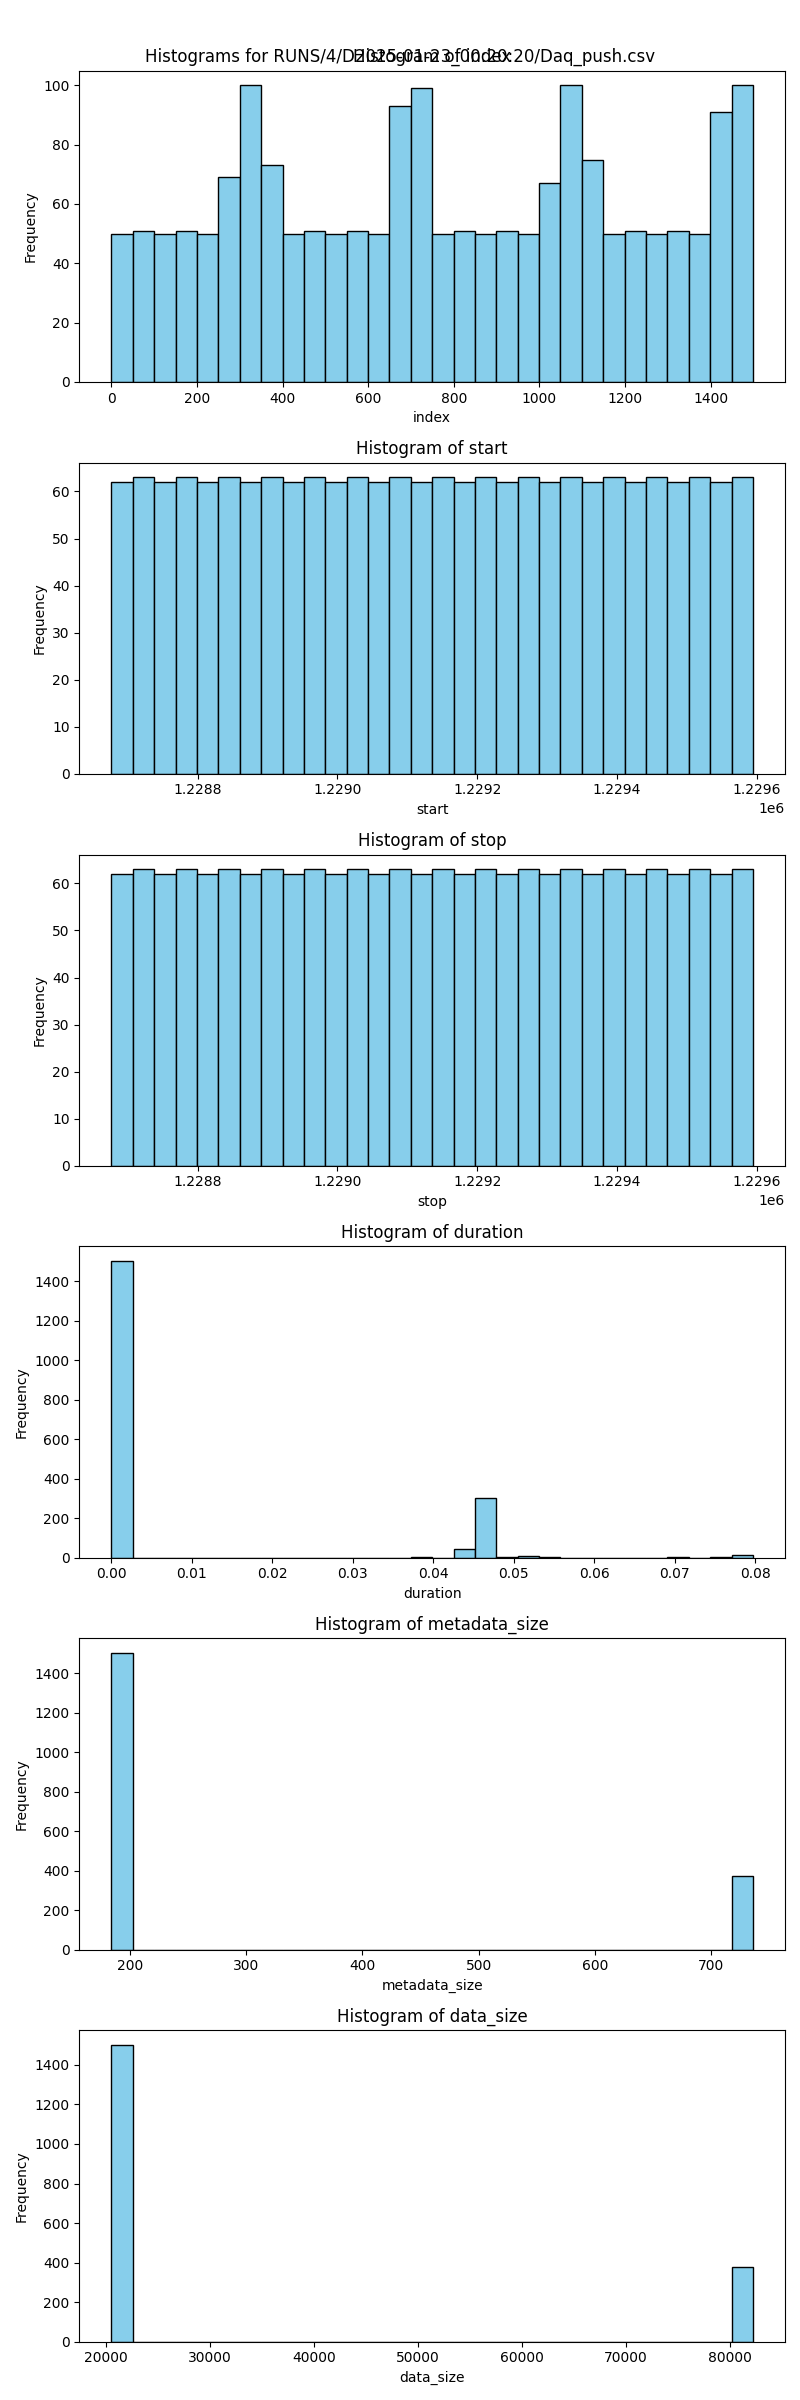 Histograms for RUNS/4/D2025-01-23_00:20:20/Daq_push.csv
Histogram of index
100
80
60
40
20
0
Frequency
0 200 400 600 800 1000 1200 1400
index
Histogram of start
60
50
40
30
20
10
0
Frequency
1.2288 1.2290 1.2292 1.2294 1.2296
1e6
start
Histogram of stop
60
50
40
30
20
10
0
Frequency
1.2288 1.2290 1.2292 1.2294 1.2296
1e6
stop
Histogram of duration
1400
1200
1000
800
600
400
200
0
Frequency
0.00 0.01 0.02 0.03 0.04 0.05 0.06 0.07 0.08
duration
Histogram of metadata_size
1400
1200
1000
800
600
400
200
0
Frequency
200 300 400 500 600 700
metadata_size
Histogram of data_size
1400
1200
1000
800
600
400
200
0
Frequency
20000 30000 40000 50000 60000 70000 80000
data_size